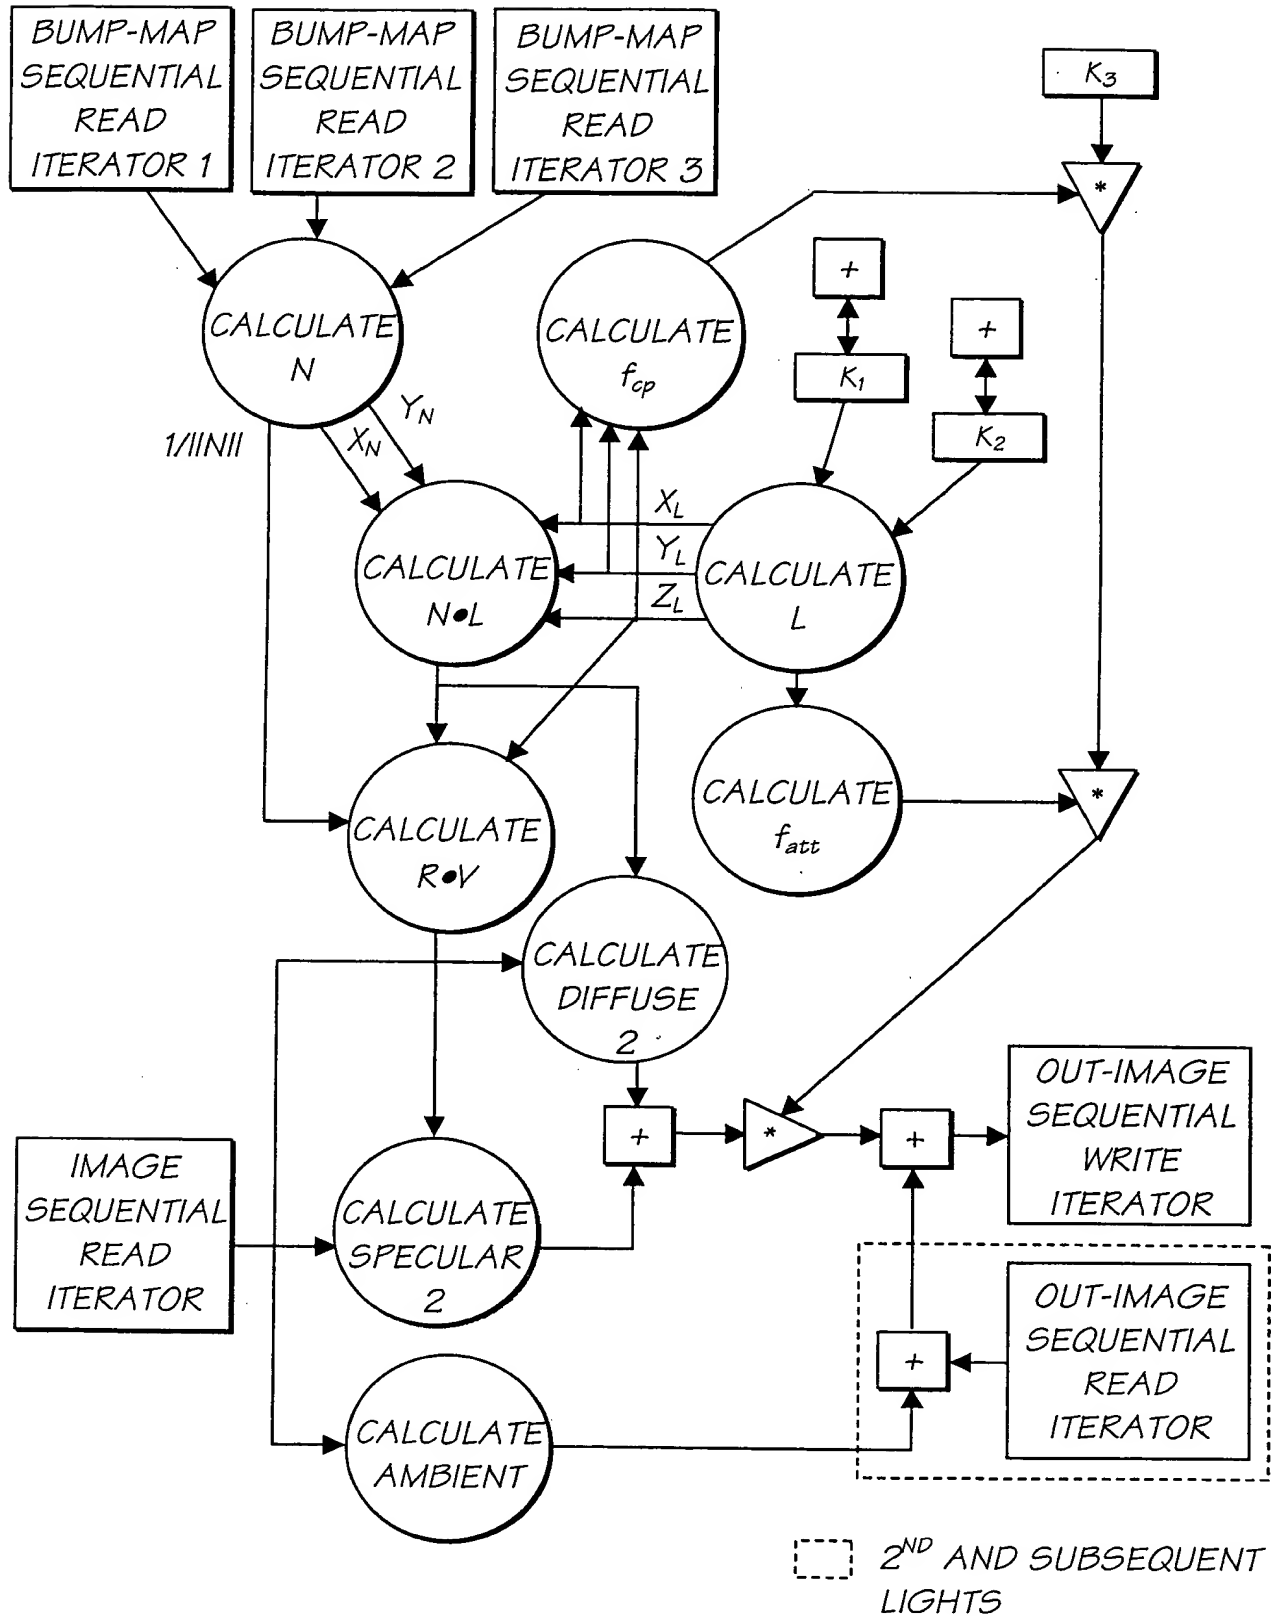 BUMP-MAP
SEQUENTIAL
READ
ITERATOR 1
BUMP-MAP
SEQUENTIAL
READ
ITERATOR 2
BUMP-MAP
SEQUENTIAL
READ
ITERATOR 3
K3
*
+
+
CALCULATE
N
CALCULATE
fcp
K1
K2
1/||N||
XN
YN
XL
YL
ZL
CALCULATE
N•L
CALCULATE
L
CALCULATE
R•V
CALCULATE
fatt
*
CALCULATE
DIFFUSE
2
+
*
+
OUT-IMAGE
SEQUENTIAL
WRITE
ITERATOR
IMAGE
SEQUENTIAL
READ
ITERATOR
CALCULATE
SPECULAR
2
+
OUT-IMAGE
SEQUENTIAL
READ
ITERATOR
CALCULATE
AMBIENT
2ND AND SUBSEQUENT
LIGHTS